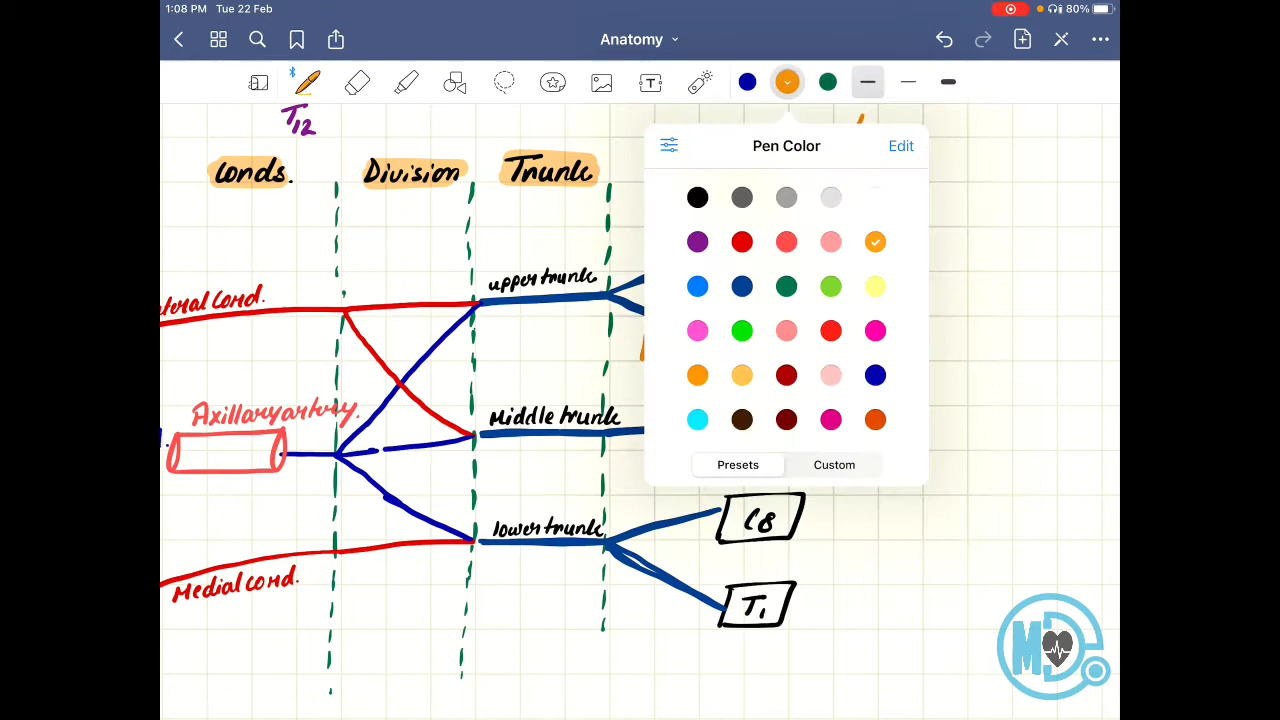 1:08 PM Tue 22 Feb
80%
Anatomy
T
T12
Pen Color
Edit
Cords.
Division
Trunk
upper trunk
Cord.
Axillary artery.
Middle trunk
Presets
Custom
lower trunk
C8
Medial cord.
T1
MD